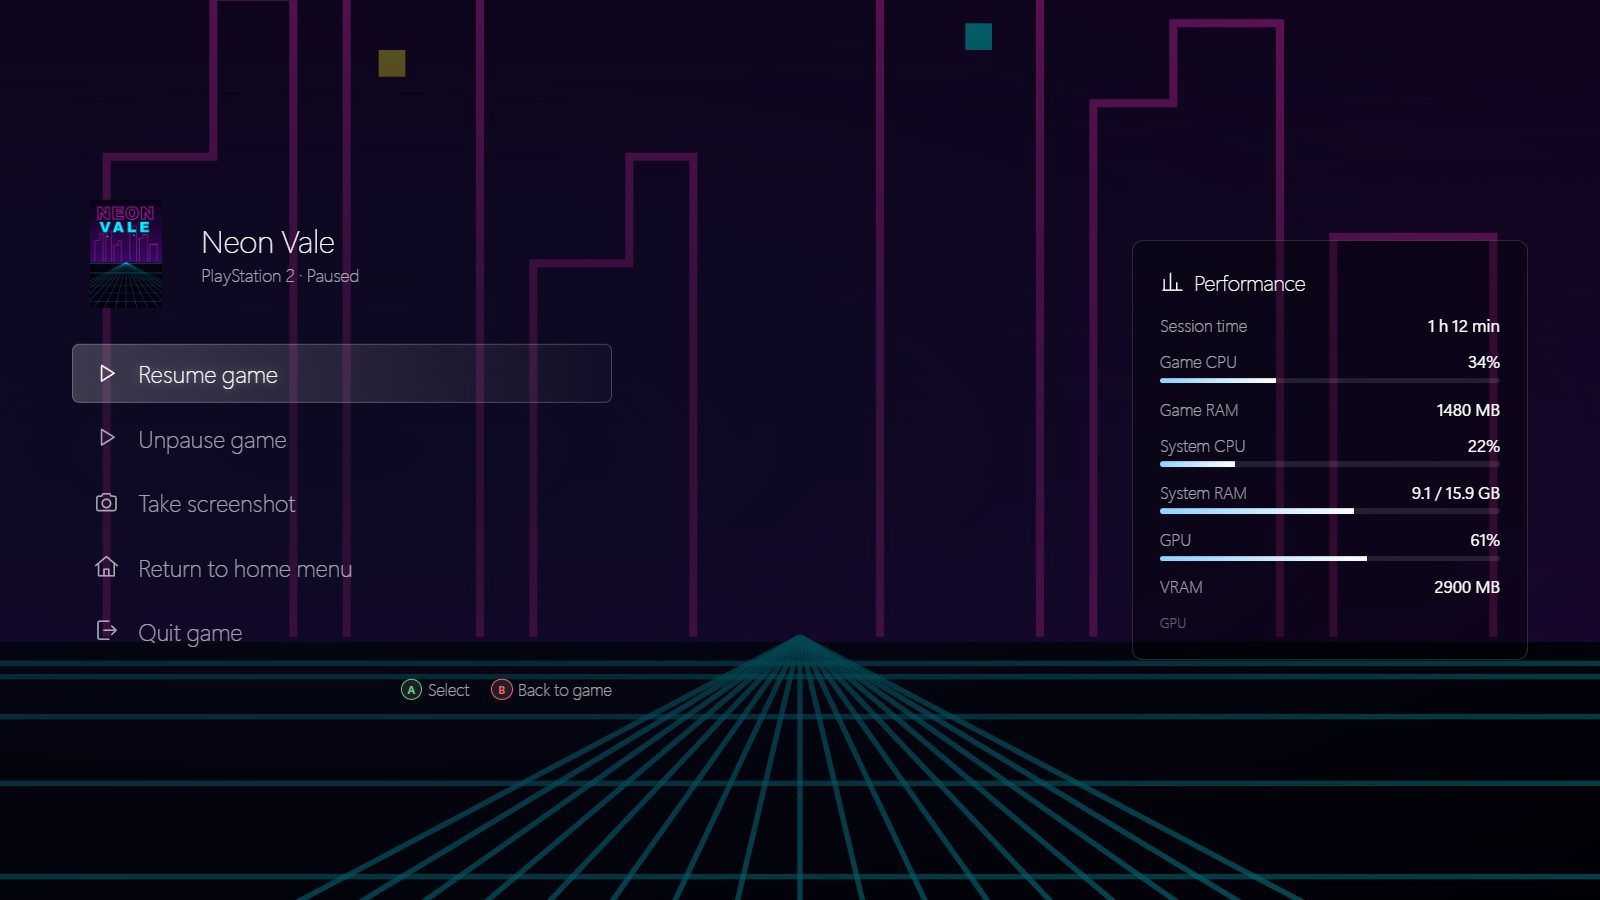 NEON
VALE
Neon Vale
PlayStation 2 · Paused
Resume game
Unpause game
Take screenshot
Return to home menu
Quit game
A Select B Back to game
Performance
Session time 1 h 12 min
Game CPU 34%
Game RAM 1480 MB
System CPU 22%
System RAM 9.1 / 15.9 GB
GPU 61%
VRAM 2900 MB
GPU